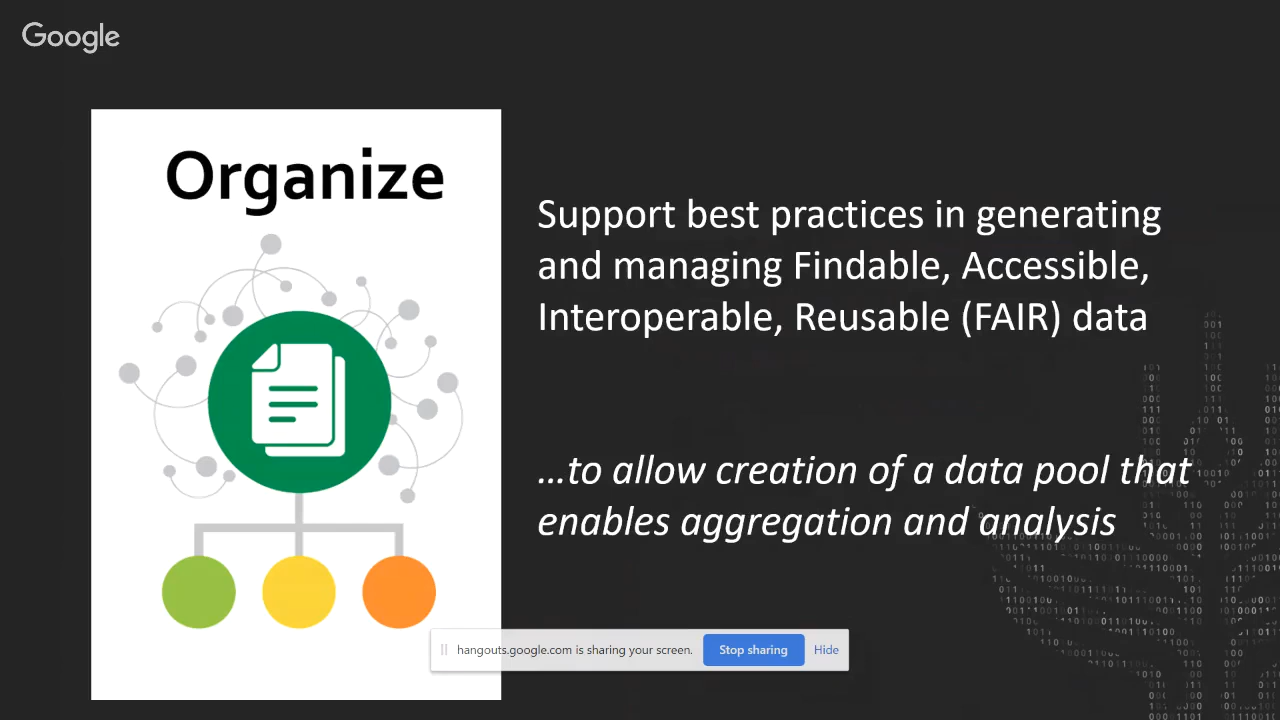 Google
Organize
Support best practices in generating
and managing Findable, Accessible,
Interoperable, Reusable (FAIR) data
...to allow creation of a data pool that
enables aggregation and analysis
hangouts.google.com is sharing your screen. Stop sharing Hide